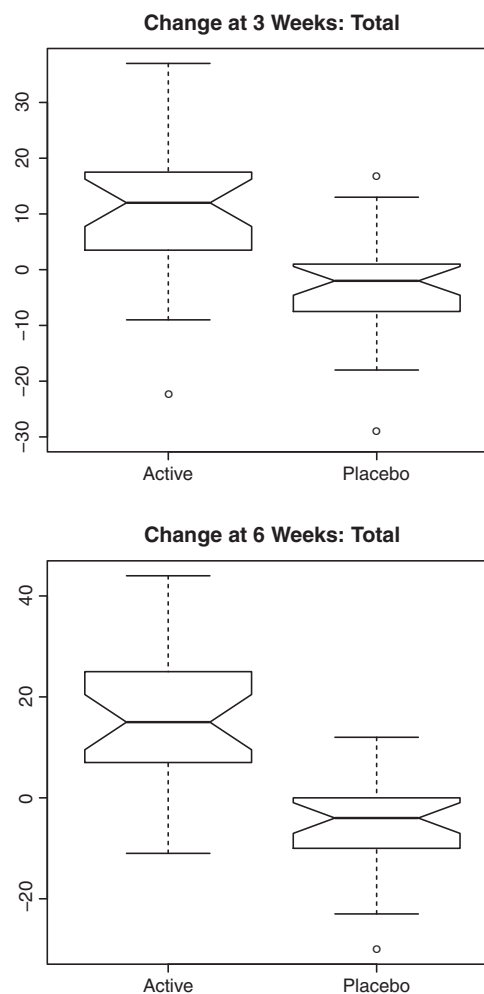 Change at 3 Weeks: Total
30
20
10
0
-10
-20
-30
Active Placebo
Change at 6 Weeks: Total
40
20
0
-20
Active Placebo